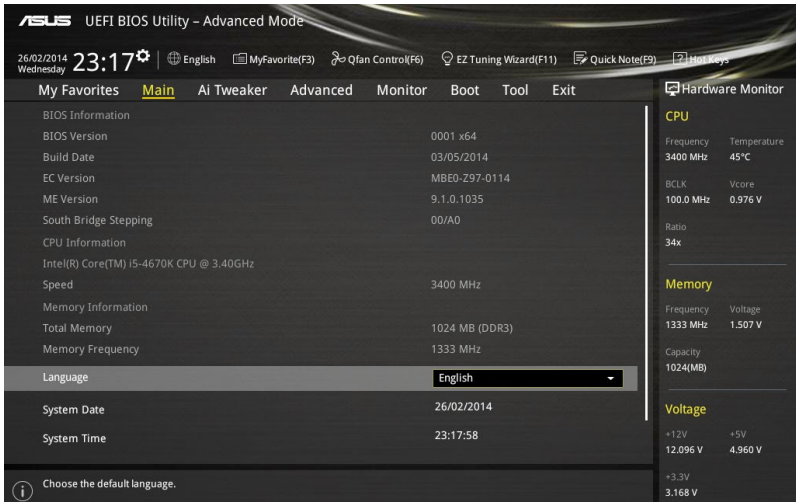 ASUS UEFI BIOS Utility – Advanced Mode
26/02/2014
Wednesday
23:17
English
MyFavorite(F3)
Qfan Control(F6)
EZ Tuning Wizard(F11)
Quick Note(F9)
Hot Keys
My Favorites Main Ai Tweaker Advanced Monitor Boot Tool Exit
BIOS Information
BIOS Version 0001 x64
Build Date 03/05/2014
EC Version MBE0-Z97-0114
ME Version 9.1.0.1035
South Bridge Stepping 00/A0
CPU Information
Intel(R) Core(TM) i5-4670K CPU @ 3.40GHz
Speed 3400 MHz
Memory Information
Total Memory 1024 MB (DDR3)
Memory Frequency 1333 MHz
Language English
System Date 26/02/2014
System Time 23:17:58
Choose the default language.
Hardware Monitor
CPU
Frequency Temperature
3400 MHz 45°C
BCLK Vcore
100.0 MHz 0.976 V
Ratio
34x
Memory
Frequency Voltage
1333 MHz 1.507 V
Capacity
1024(MB)
Voltage
+12V +5V
12.096 V 4.960 V
+3.3V
3.168 V